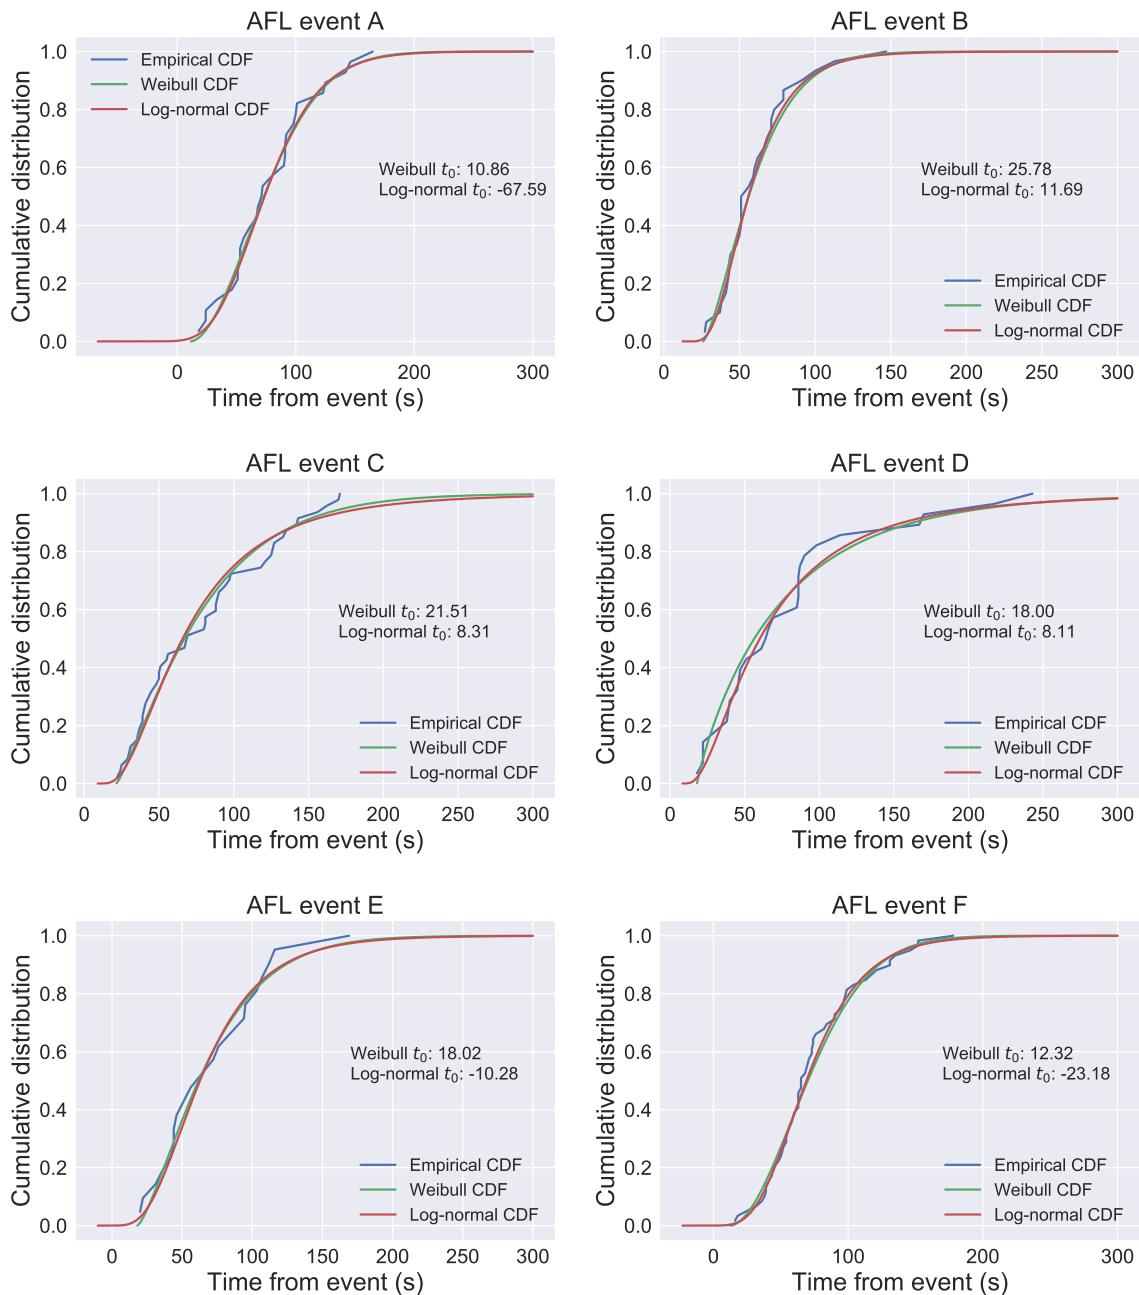 AFL event A
1.0
0.8
0.6
0.4
0.2
0.0
Cumulative distribution
Empirical CDF
Weibull CDF
Log-normal CDF
Weibull t₀: 10.86
Log-normal t₀: -67.59
0 100 200 300
Time from event (s)
AFL event B
1.0
0.8
0.6
0.4
0.2
0.0
Cumulative distribution
Weibull t₀: 25.78
Log-normal t₀: 11.69
Empirical CDF
Weibull CDF
Log-normal CDF
0 50 100 150 200 250 300
Time from event (s)
AFL event C
1.0
0.8
0.6
0.4
0.2
0.0
Cumulative distribution
Weibull t₀: 21.51
Log-normal t₀: 8.31
Empirical CDF
Weibull CDF
Log-normal CDF
0 50 100 150 200 250 300
Time from event (s)
AFL event D
1.0
0.8
0.6
0.4
0.2
0.0
Cumulative distribution
Weibull t₀: 18.00
Log-normal t₀: 8.11
Empirical CDF
Weibull CDF
Log-normal CDF
0 50 100 150 200 250 300
Time from event (s)
AFL event E
1.0
0.8
0.6
0.4
0.2
0.0
Cumulative distribution
Weibull t₀: 18.02
Log-normal t₀: -10.28
Empirical CDF
Weibull CDF
Log-normal CDF
0 50 100 150 200 250 300
Time from event (s)
AFL event F
1.0
0.8
0.6
0.4
0.2
0.0
Cumulative distribution
Weibull t₀: 12.32
Log-normal t₀: -23.18
Empirical CDF
Weibull CDF
Log-normal CDF
0 100 200 300
Time from event (s)